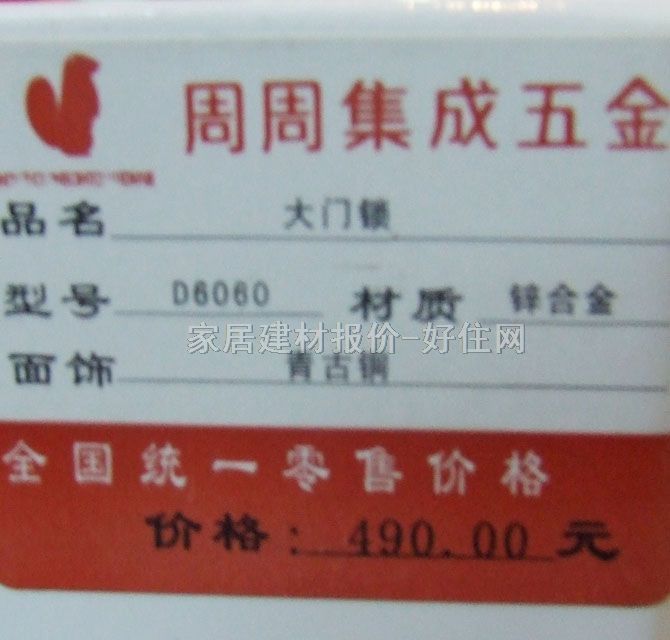 周周集成五金
品名 大门锁
型号 D6060 材质 锌合金
家居建材报价-好住网
面饰 青古铜
全国统一零售价格
价格: 490.00 元